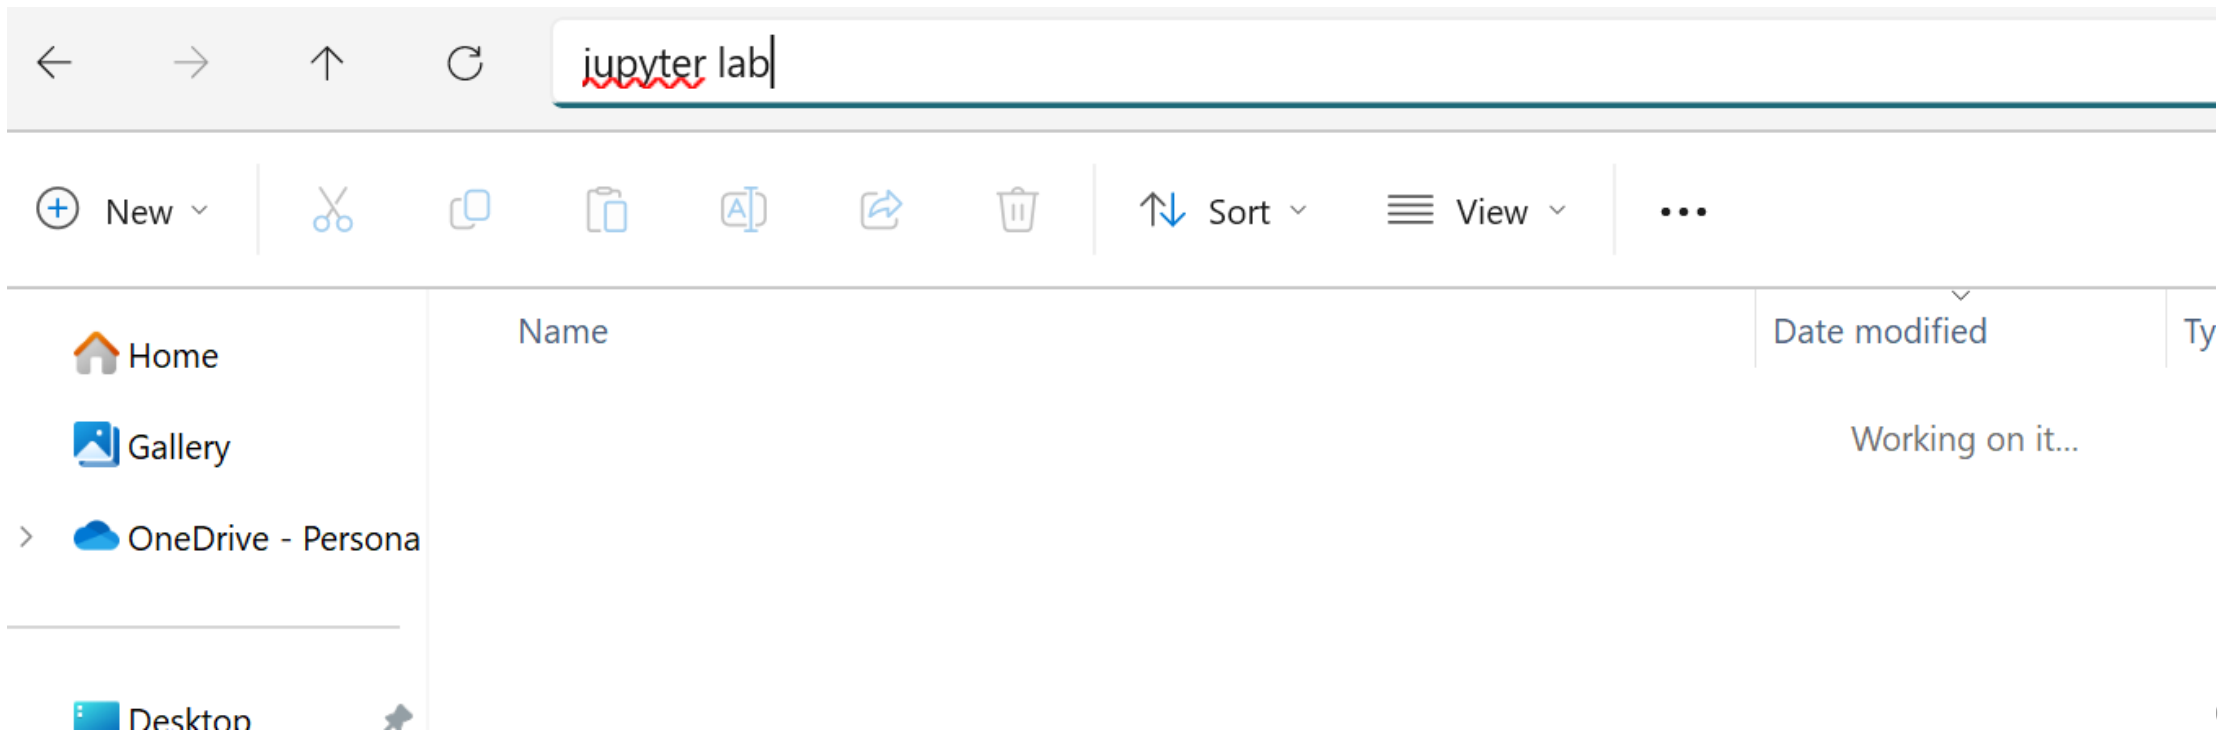 jupyter lab
New
Sort
View
Name
Date modified
Ty
Working on it...
Home
Gallery
OneDrive - Persona
Desktop